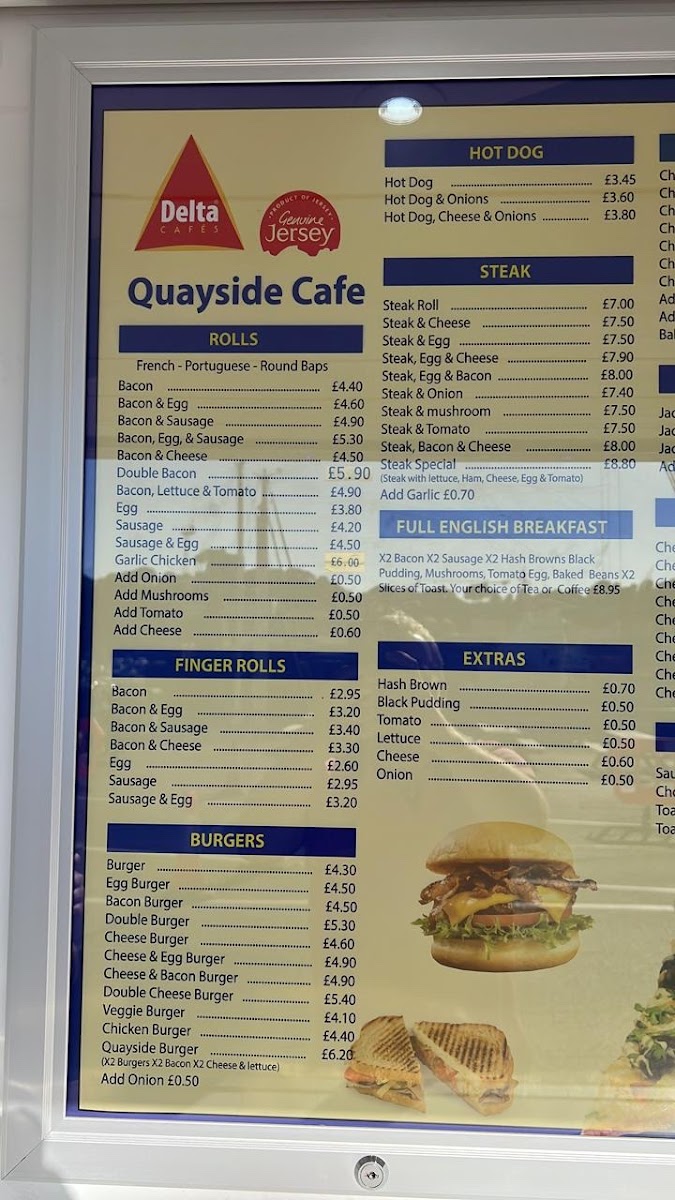 Delta
CAFÉS
PRODUCT OF JERSEY
Genuine
Jersey
Quayside Cafe
ROLLS
French - Portuguese - Round Baps
Bacon £4.40
Bacon & Egg £4.60
Bacon & Sausage £4.90
Bacon, Egg, & Sausage £5.30
Bacon & Cheese £4.50
Double Bacon £5.90
Bacon, Lettuce & Tomato £4.90
Egg £3.80
Sausage £4.20
Sausage & Egg £4.50
Garlic Chicken £6.00
Add Onion £0.50
Add Mushrooms £0.50
Add Tomato £0.50
Add Cheese £0.60
FINGER ROLLS
Bacon £2.95
Bacon & Egg £3.20
Bacon & Sausage £3.40
Bacon & Cheese £3.30
Egg £2.60
Sausage £2.95
Sausage & Egg £3.20
BURGERS
Burger £4.30
Egg Burger £4.50
Bacon Burger £4.50
Double Burger £5.30
Cheese Burger £4.60
Cheese & Egg Burger £4.90
Cheese & Bacon Burger £4.90
Double Cheese Burger £5.40
Veggie Burger £4.10
Chicken Burger £4.40
Quayside Burger £6.20
(X2 Burgers X2 Bacon X2 Cheese & lettuce)
Add Onion £0.50
HOT DOG
Hot Dog £3.45
Hot Dog & Onions £3.60
Hot Dog, Cheese & Onions £3.80
STEAK
Steak Roll £7.00
Steak & Cheese £7.50
Steak & Egg £7.50
Steak, Egg & Cheese £7.90
Steak, Egg & Bacon £8.00
Steak & Onion £7.40
Steak & mushroom £7.50
Steak & Tomato £7.50
Steak, Bacon & Cheese £8.00
Steak Special £8.80
(Steak with lettuce, Ham, Cheese, Egg & Tomato)
Add Garlic £0.70
FULL ENGLISH BREAKFAST
X2 Bacon X2 Sausage X2 Hash Browns Black
Pudding, Mushrooms, Tomato Egg, Baked Beans X2
Slices of Toast. Your choice of Tea or Coffee £8.95
EXTRAS
Hash Brown £0.70
Black Pudding £0.50
Tomato £0.50
Lettuce £0.50
Cheese £0.60
Onion £0.50